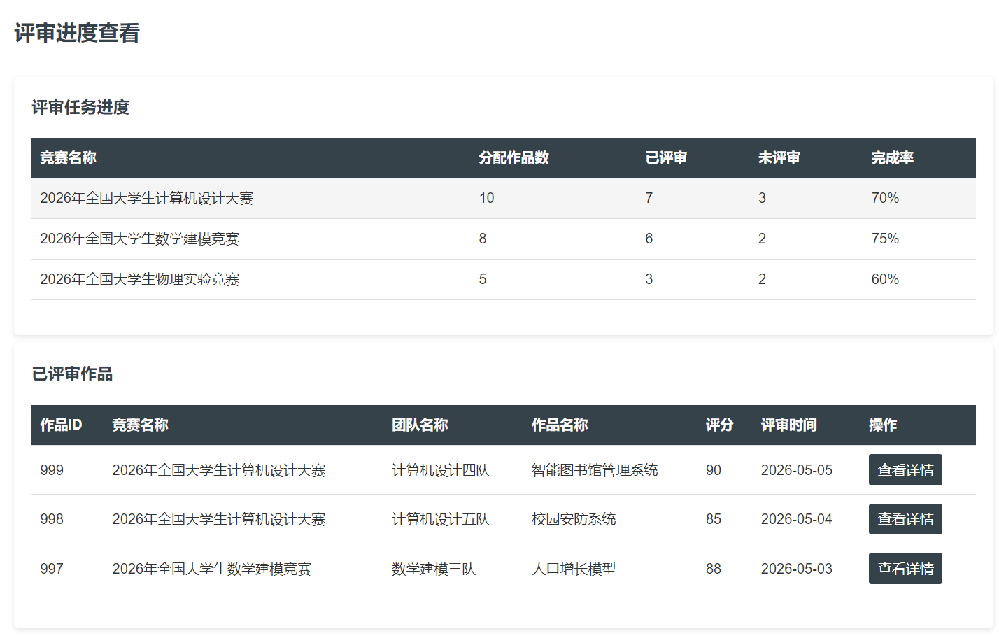 评审进度查看
评审任务进度
竞赛名称 分配作品数 已评审 未评审 完成率
2026年全国大学生计算机设计大赛 10 7 3 70%
2026年全国大学生数学建模竞赛 8 6 2 75%
2026年全国大学生物理实验竞赛 5 3 2 60%
已评审作品
作品ID 竞赛名称 团队名称 作品名称 评分 评审时间 操作
999 2026年全国大学生计算机设计大赛 计算机设计四队 智能图书馆管理系统 90 2026-05-05 查看详情
998 2026年全国大学生计算机设计大赛 计算机设计五队 校园安防系统 85 2026-05-04 查看详情
997 2026年全国大学生数学建模竞赛 数学建模三队 人口增长模型 88 2026-05-03 查看详情